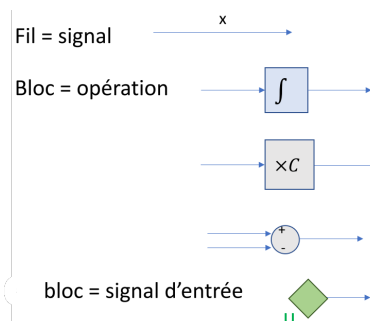 x
Fil = signal
Bloc = opération
∫
×C
+
-
bloc = signal d'entrée